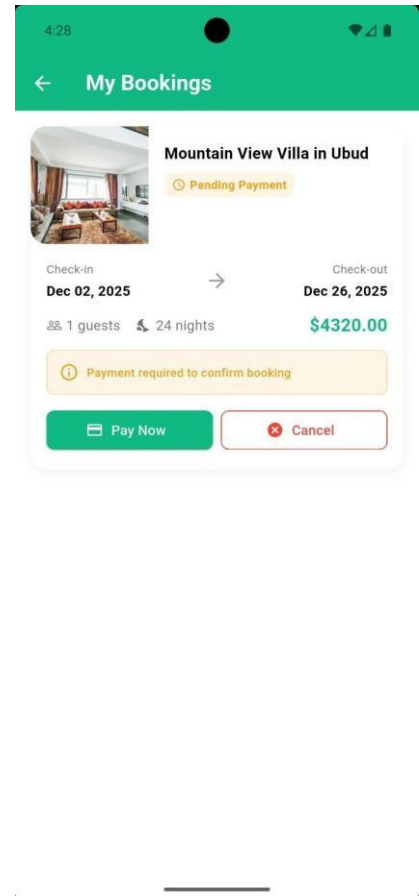 4:28
My Bookings
Mountain View Villa in Ubud
Pending Payment
Check-in
Check-out
Dec 02, 2025
Dec 26, 2025
1 guests
24 nights
$4320.00
Payment required to confirm booking
Pay Now
Cancel